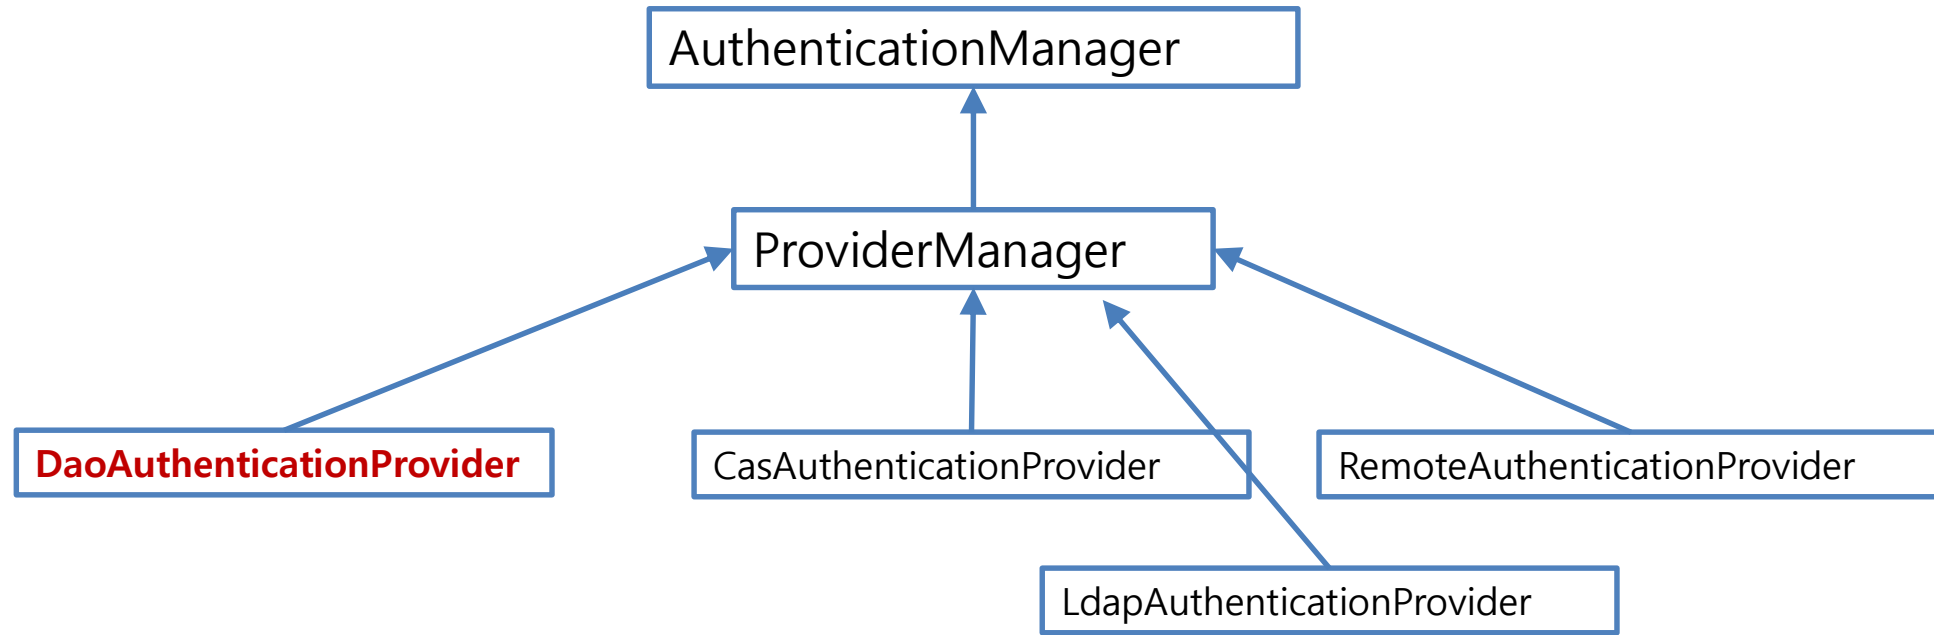 AuthenticationManager
ProviderManager
DaoAuthenticationProvider
CasAuthenticationProvider
RemoteAuthenticationProvider
LdapAuthenticationProvider